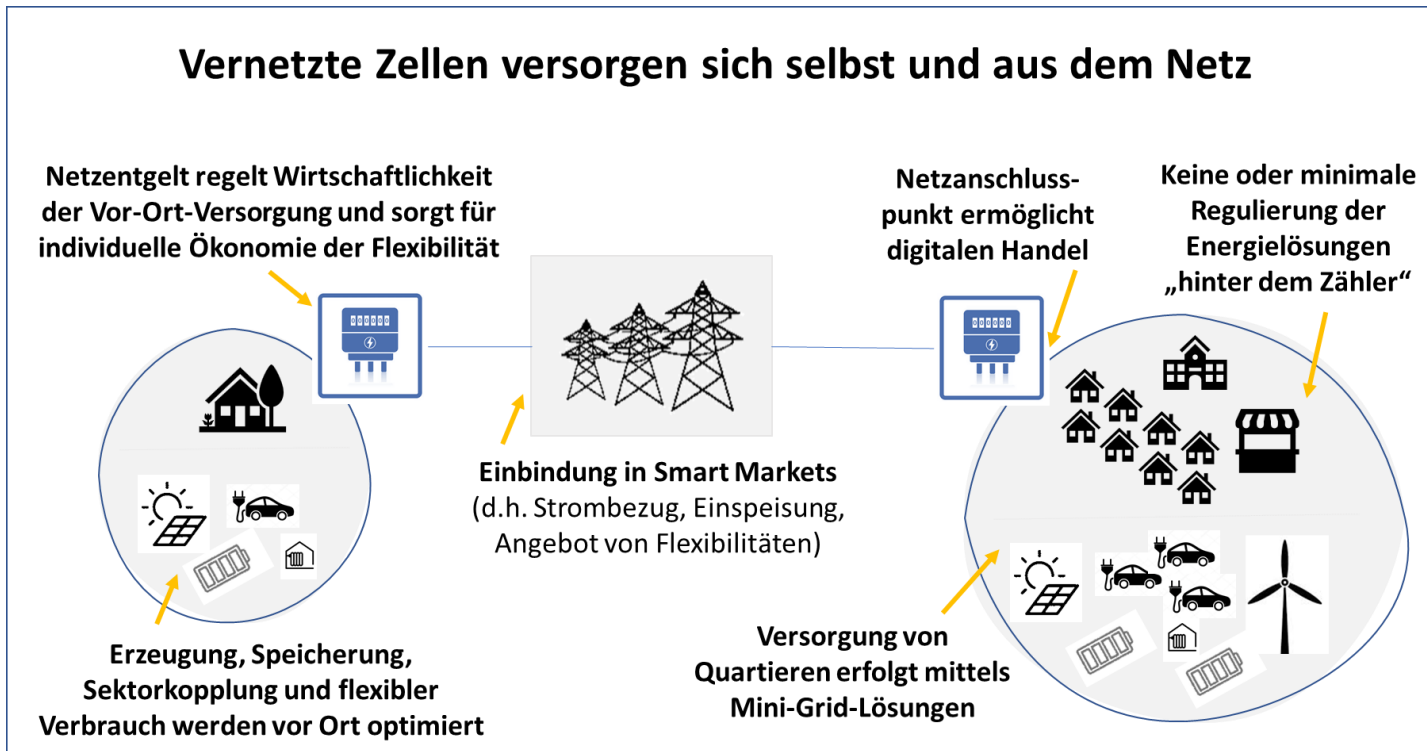 Vernetzte Zellen versorgen sich selbst und aus dem Netz
Netzentgelt regelt Wirtschaftlichkeit
der Vor-Ort-Versorgung und sorgt für
individuelle Ökonomie der Flexibilität
Netzanschluss-
punkt ermöglicht
digitalen Handel
Keine oder minimale
Regulierung der
Energielösungen
„hinter dem Zähler“
Einbindung in Smart Markets
(d.h. Strombezug, Einspeisung,
Angebot von Flexibilitäten)
Erzeugung, Speicherung,
Sektorkopplung und flexibler
Verbrauch werden vor Ort optimiert
Versorgung von
Quartieren erfolgt mittels
Mini-Grid-Lösungen